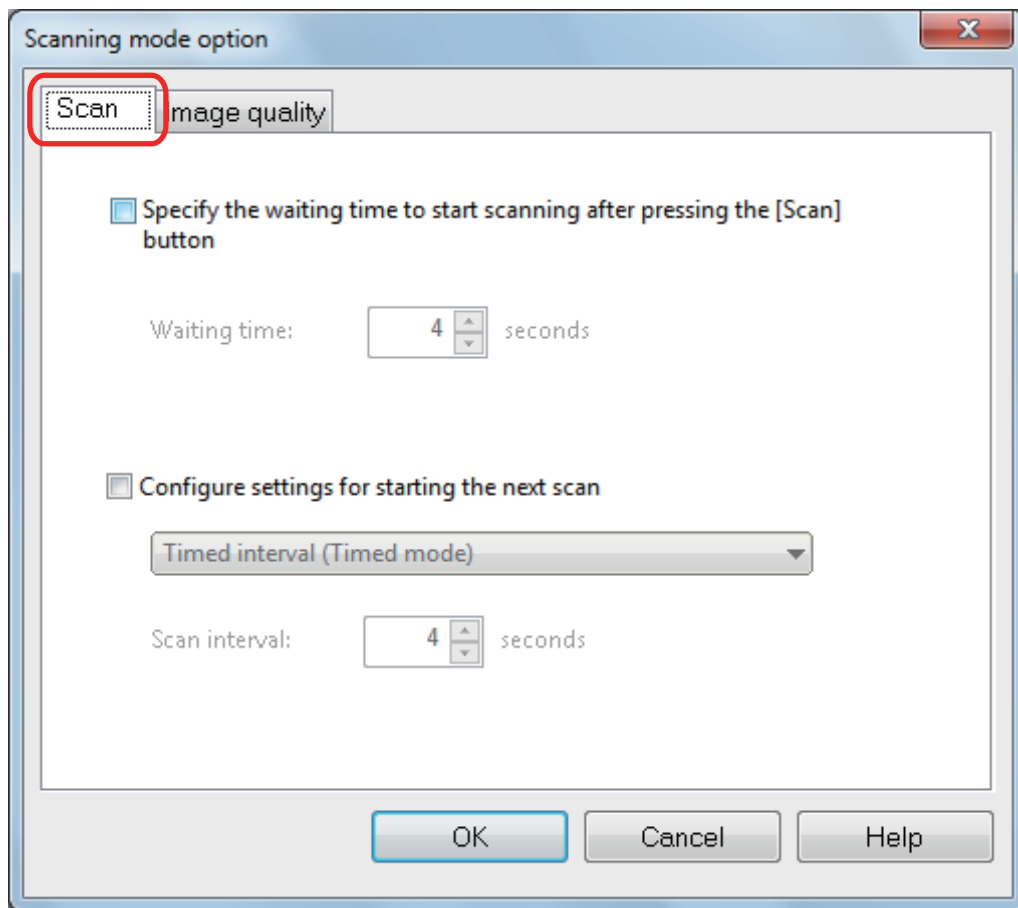 Scanning mode option
Scan
Image quality
Specify the waiting time to start scanning after pressing the [Scan]
button
Waiting time: 4 seconds
Configure settings for starting the next scan
Timed interval (Timed mode)
Scan interval: 4 seconds
OK Cancel Help